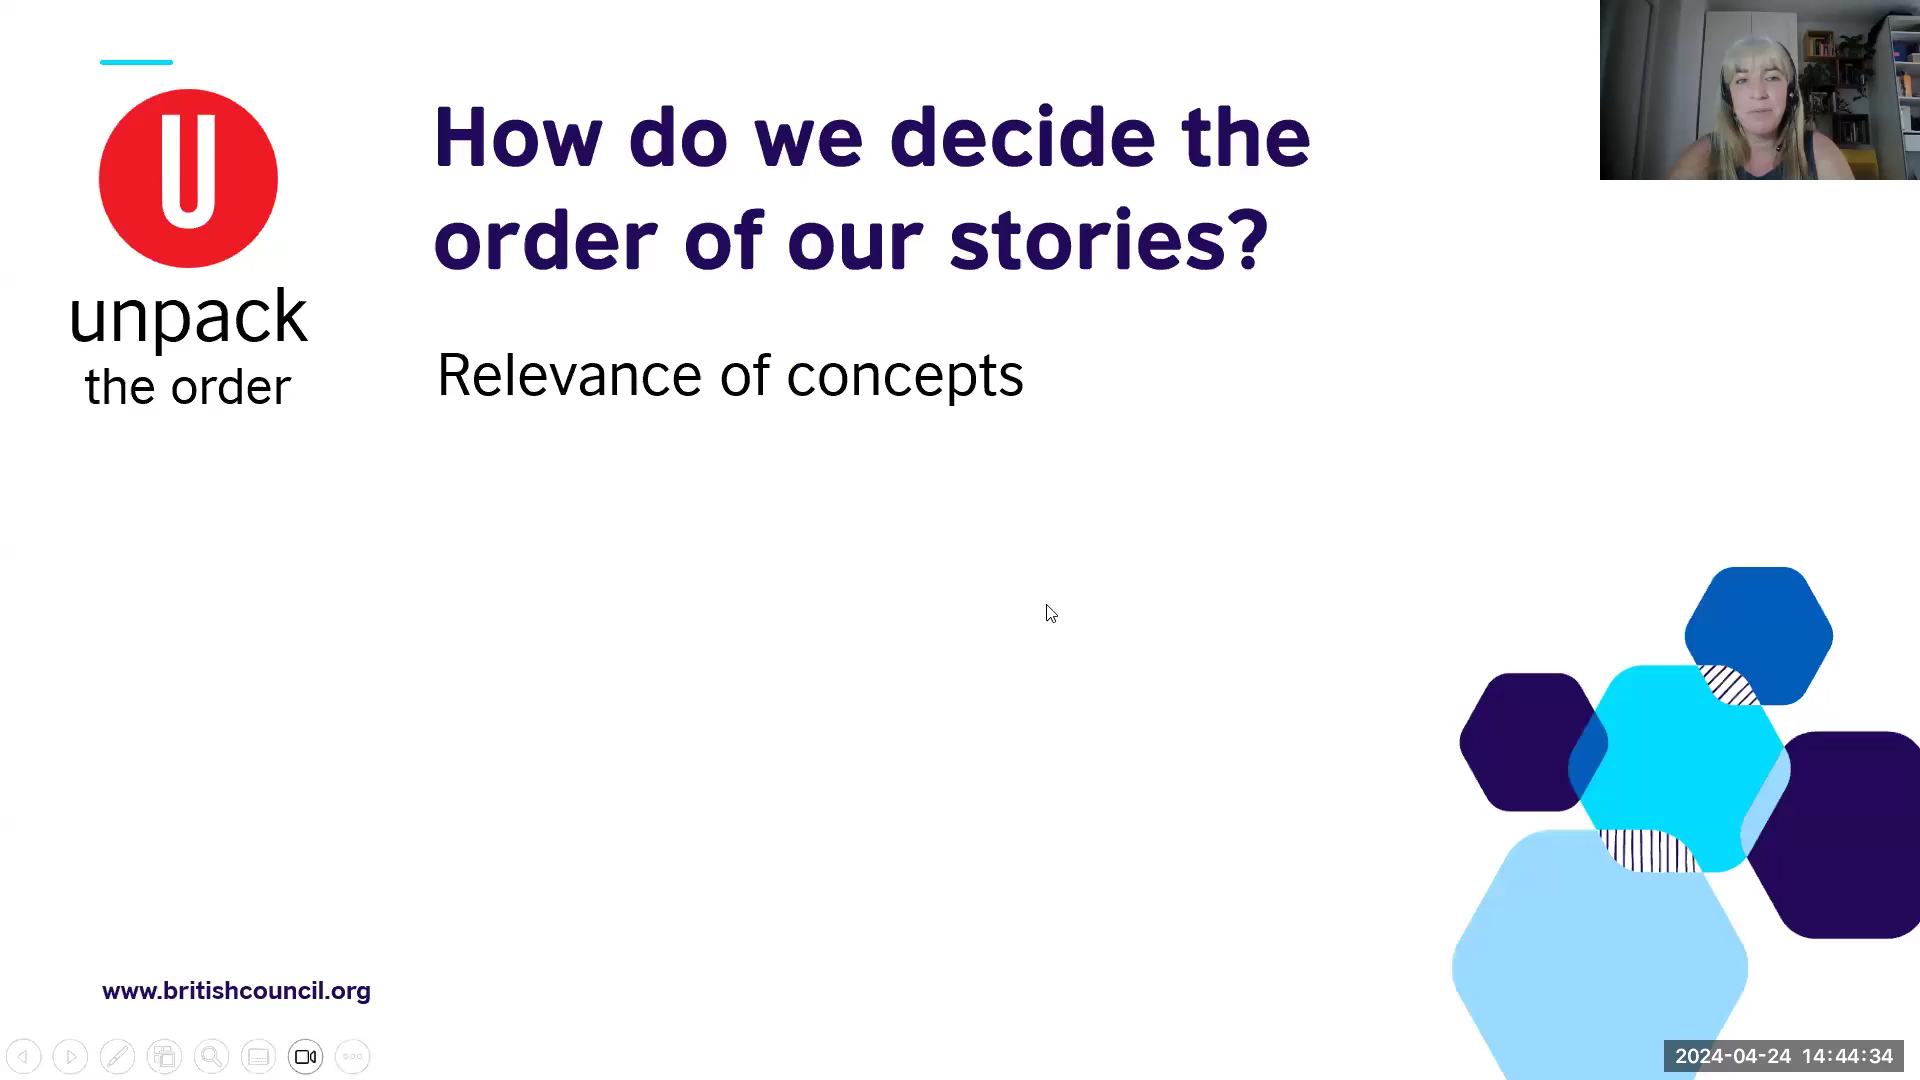 U
unpack
the order
How do we decide the
order of our stories?
Relevance of concepts
www.britishcouncil.org
2024-04-24 14:44:34